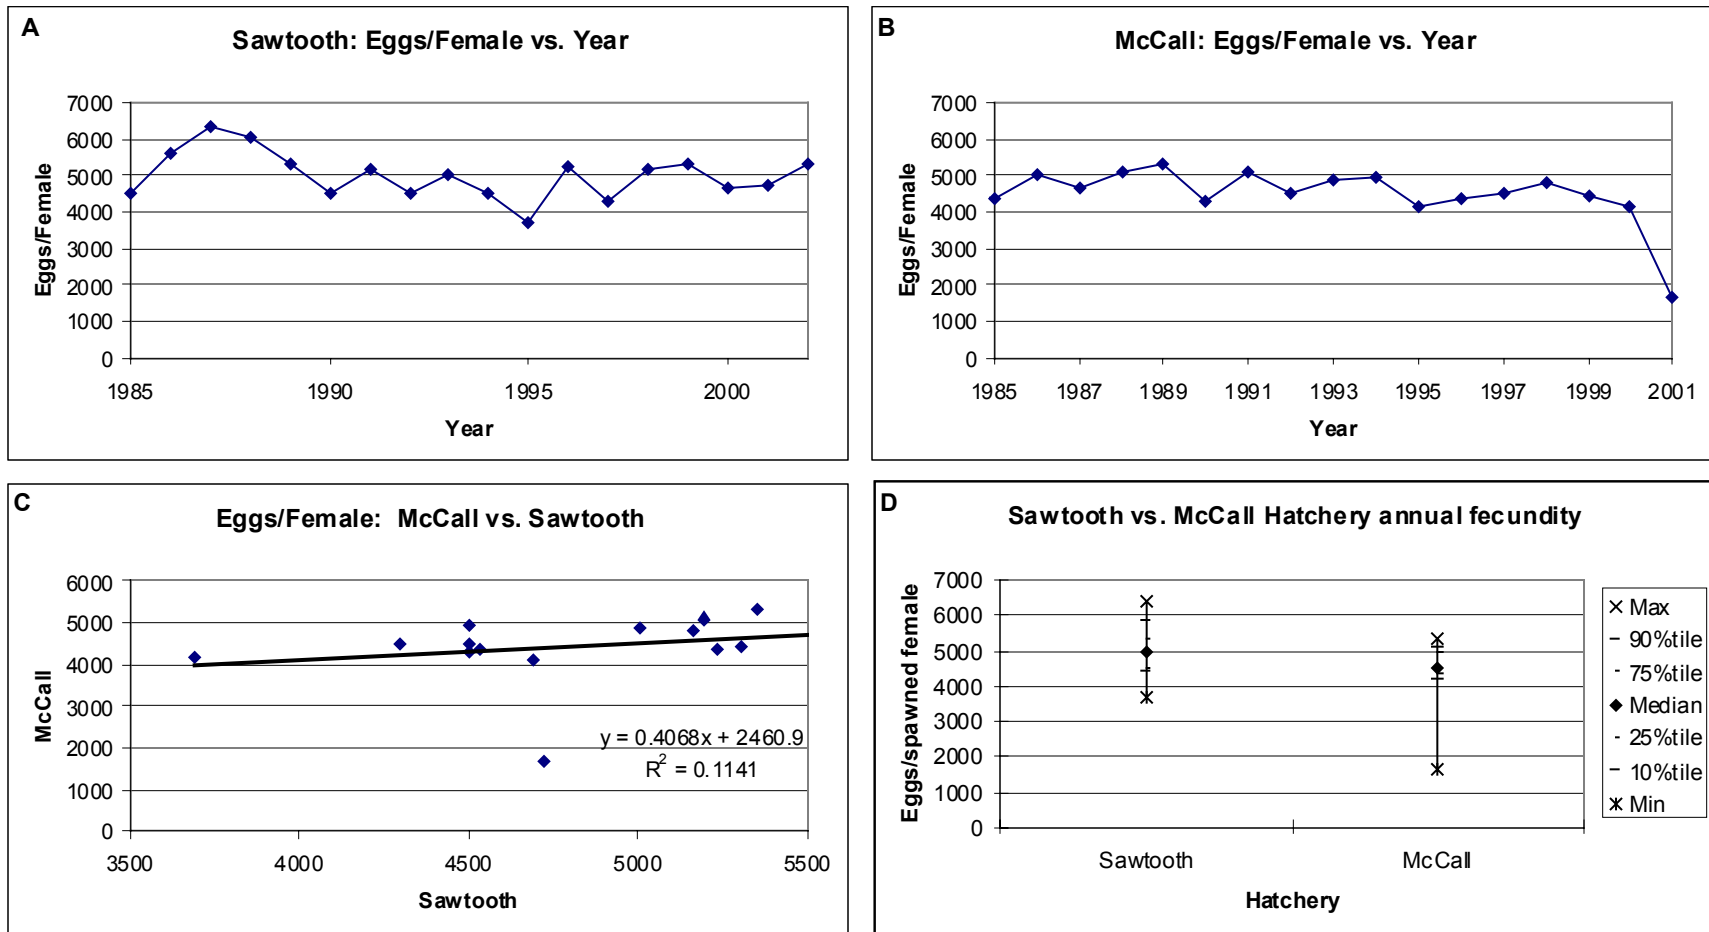 A
Sawtooth: Eggs/Female vs. Year
7000
6000
5000
4000
3000
2000
1000
0
Eggs/Female
1985 1990 1995 2000
Year
B
McCall: Eggs/Female vs. Year
7000
6000
5000
4000
3000
2000
1000
0
Eggs/Female
1985 1987 1989 1991 1993 1995 1997 1999 2001
Year
C
Eggs/Female: McCall vs. Sawtooth
6000
5000
4000
3000
2000
1000
0
McCall
y = 0.4068x + 2460.9
R² = 0.1141
3500 4000 4500 5000 5500
Sawtooth
D
Sawtooth vs. McCall Hatchery annual fecundity
7000
6000
5000
4000
3000
2000
1000
0
Eggs/spawned female
Sawtooth McCall
Hatchery
Max
90%tile
75%tile
Median
25%tile
10%tile
Min